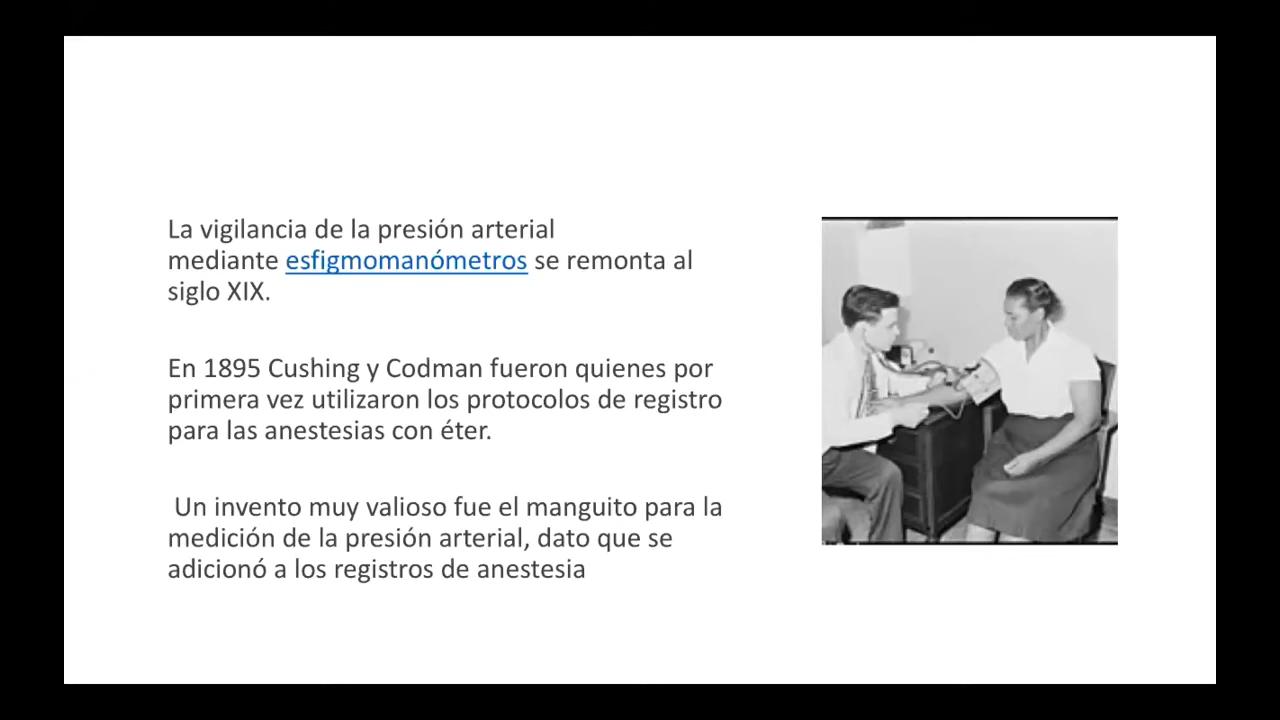 La vigilancia de la presión arterial
mediante esfigmomanómetros se remonta al
siglo XIX.
En 1895 Cushing y Codman fueron quienes por
primera vez utilizaron los protocolos de registro
para las anestesias con éter.
Un invento muy valioso fue el manguito para la
medición de la presión arterial, dato que se
adicionó a los registros de anestesia